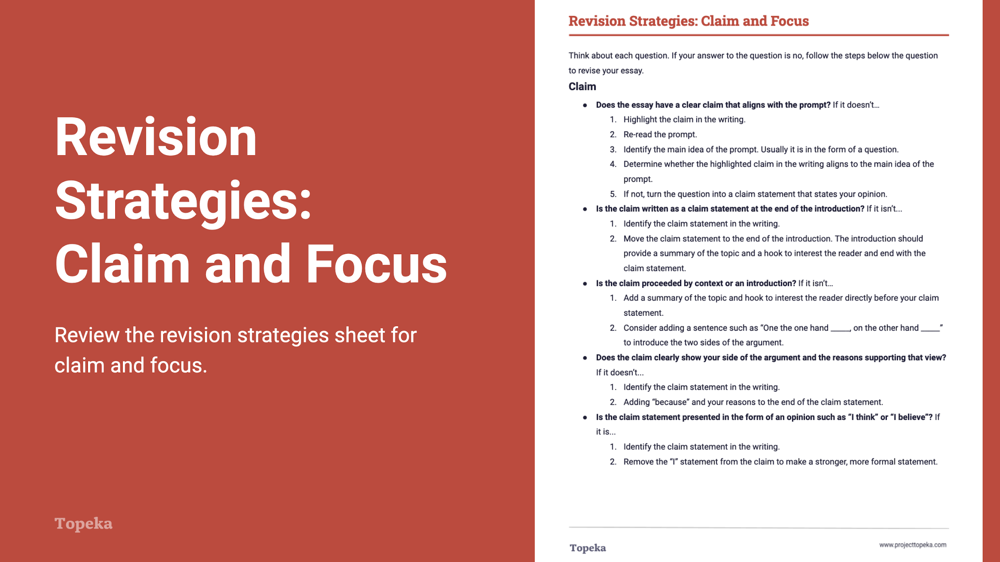 Revision
Strategies:
Claim and Focus
Review the revision strategies sheet for
claim and focus.
Topeka
Revision Strategies: Claim and Focus
Think about each question. If your answer to the question is no, follow the steps below the question
to revise your essay.
Claim
● Does the essay have a clear claim that aligns with the prompt? If it doesn’t…
1. Highlight the claim in the writing.
2. Re-read the prompt.
3. Identify the main idea of the prompt. Usually it is in the form of a question.
4. Determine whether the highlighted claim in the writing aligns to the main idea of the
prompt.
5. If not, turn the question into a claim statement that states your opinion.
● Is the claim written as a claim statement at the end of the introduction? If it isn’t...
1. Identify the claim statement in the writing.
2. Move the claim statement to the end of the introduction. The introduction should
provide a summary of the topic and a hook to interest the reader and end with the
claim statement.
● Is the claim proceeded by context or an introduction? If it isn’t…
1. Add a summary of the topic and hook to interest the reader directly before your claim
statement.
2. Consider adding a sentence such as “One the one hand ____, on the other hand ____”
to introduce the two sides of the argument.
● Does the claim clearly show your side of the argument and the reasons supporting that view?
If it doesn’t...
1. Identify the claim statement in the writing.
2. Adding “because” and your reasons to the end of the claim statement.
● Is the claim statement presented in the form of an opinion such as “I think” or “I believe”? If
it is...
1. Identify the claim statement in the writing.
2. Remove the “I” statement from the claim to make a stronger, more formal statement.
Topeka
www.projecttopeka.com